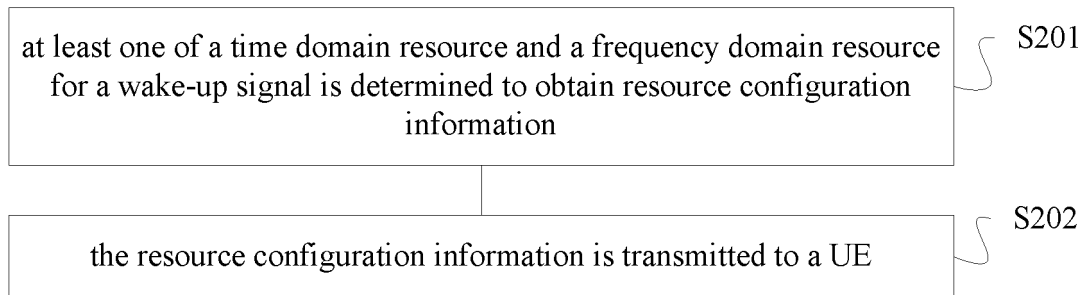 at least one of a time domain resource and a frequency domain resource
for a wake-up signal is determined to obtain resource configuration
information
S201
the resource configuration information is transmitted to a UE
S202